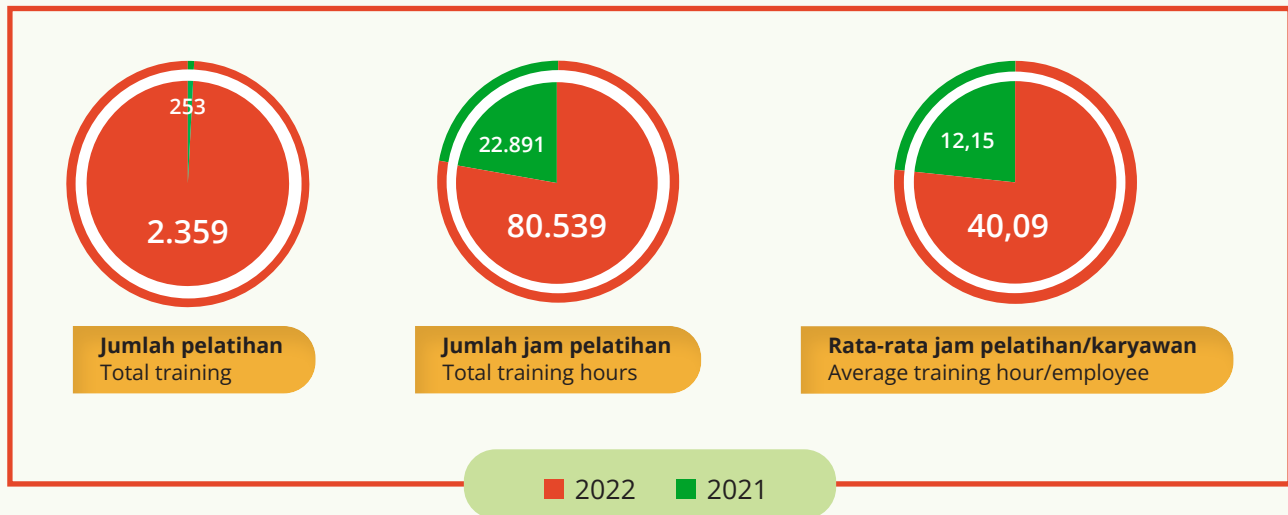 253
2.359
Jumlah pelatihan
Total training
22.891
80.539
Jumlah jam pelatihan
Total training hours
12,15
40,09
Rata-rata jam pelatihan/karyawan
Average training hour/employee
2022
2021